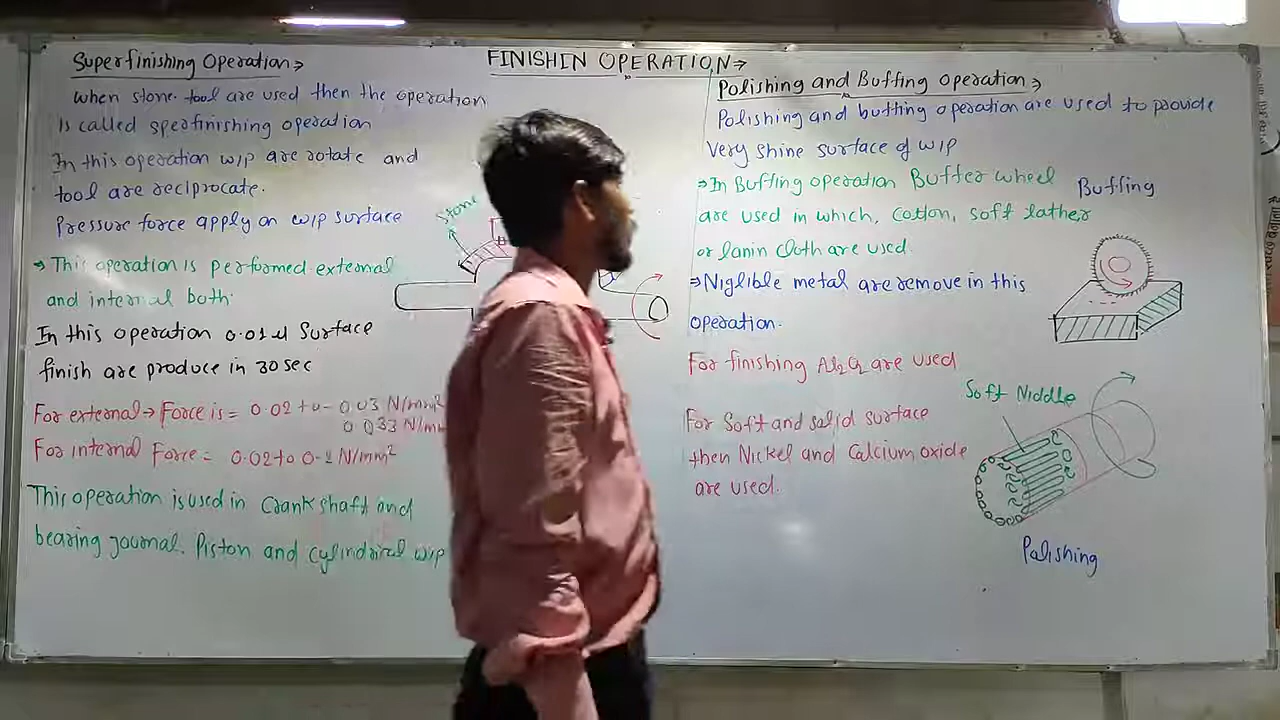 FINISHIN OPERATION→
Superfinishing Operation→
when stone tool are used then the operation
Is called sperfinishing operation
In this operation w/p are rotate and
tool are reciprocate.
Pressure force apply on w/p surface
→ This operation is performed external
and internal both
In this operation 0.01 μ Surface
finish are produce in 30 sec
For external → Force is = 0.02 to - 0.03 N/mm²
0.033 N/mm
For internal Force = 0.02 to 0.1 N/mm²
This operation is used in Crank shaft and
bearing journal. Piston and cylindrical w/p
Stone
Polishing and Buffing operation→
Polishing and buffing operation are used to provide
Very shine surface of w/p
→ In Buffing operation Buffer wheel
are used in which, Cotton, soft lather
or lanin cloth are used.
→ Niglible metal are remove in this
operation.
For finishing Al₂O₂ are used
For Soft and solid surface
then Nickel and Calcium oxide
are used.
Buffing
Soft Niddle
Polishing